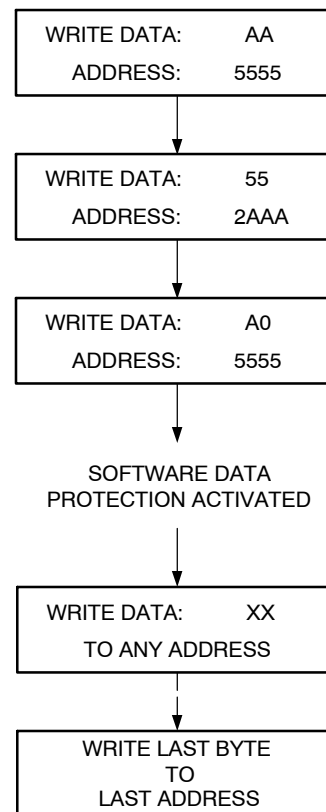 WRITE DATA: AA
ADDRESS: 5555
WRITE DATA: 55
ADDRESS: 2AAA
WRITE DATA: A0
ADDRESS: 5555
SOFTWARE DATA
PROTECTION ACTIVATED
WRITE DATA: XX
TO ANY ADDRESS
WRITE LAST BYTE
TO
LAST ADDRESS